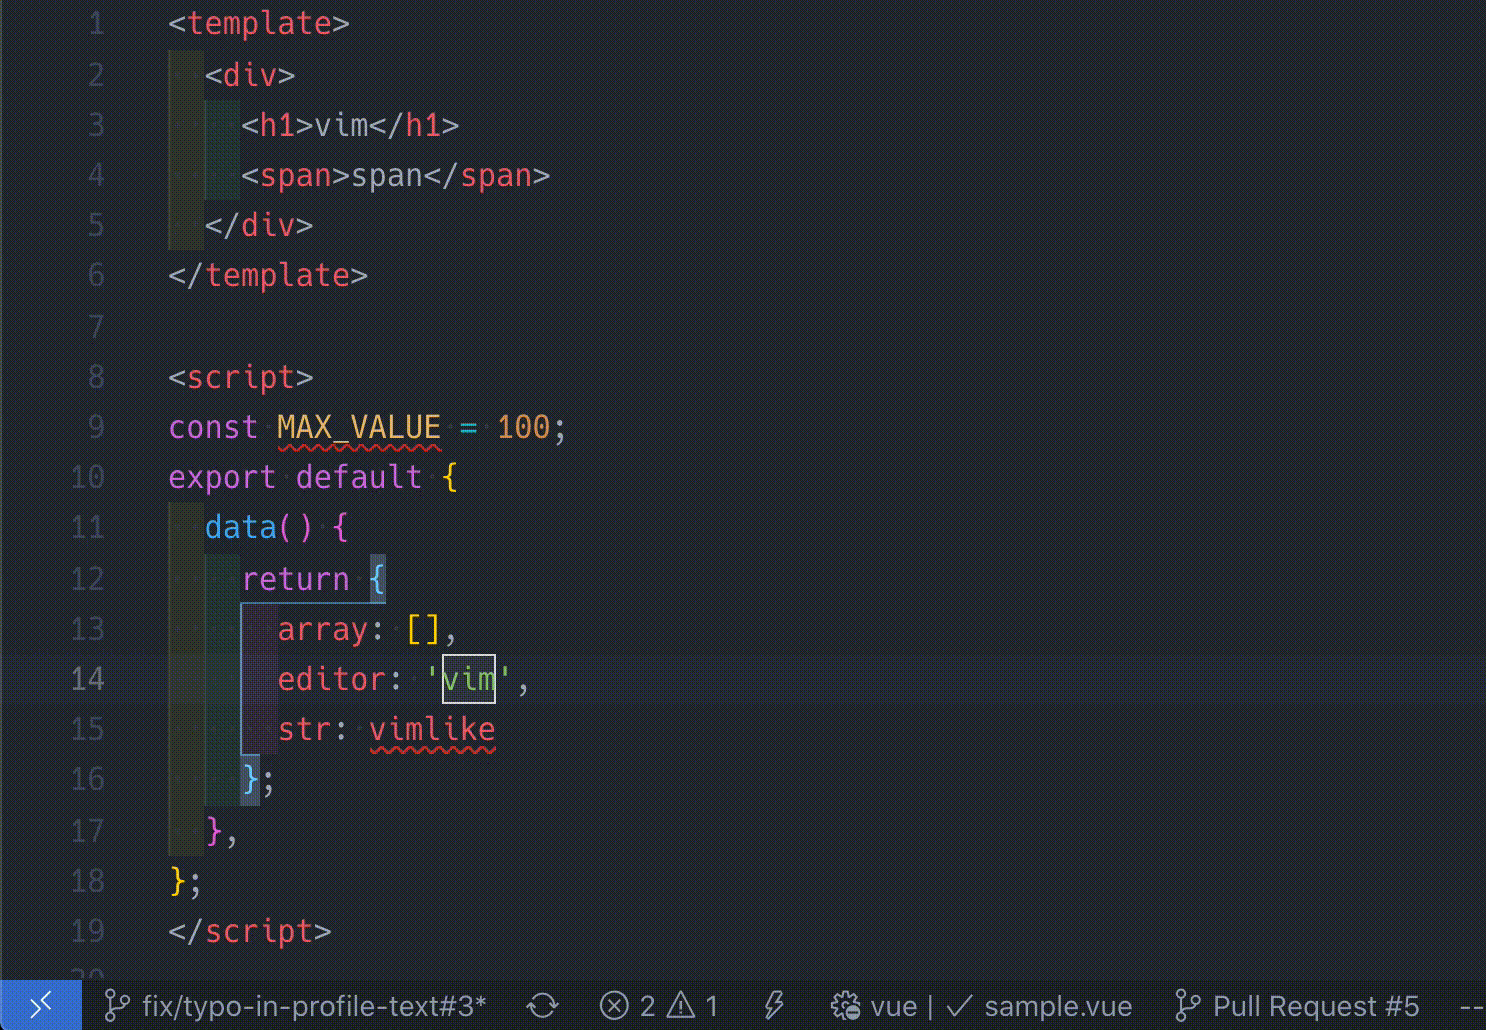 1 <template>
2 <div>
3 <h1>vim</h1>
4 <span>span</span>
5 </div>
6 </template>
7
8 <script>
9 const MAX_VALUE = 100;
10 export default {
11 data() {
12 return {
13 array: [],
14 editor: 'vim',
15 str: vimlike
16 };
17 },
18 };
19 </script>
20
fix/typo-in-profile-text#3* 2 1 vue | ✓ sample.vue Pull Request #5 --